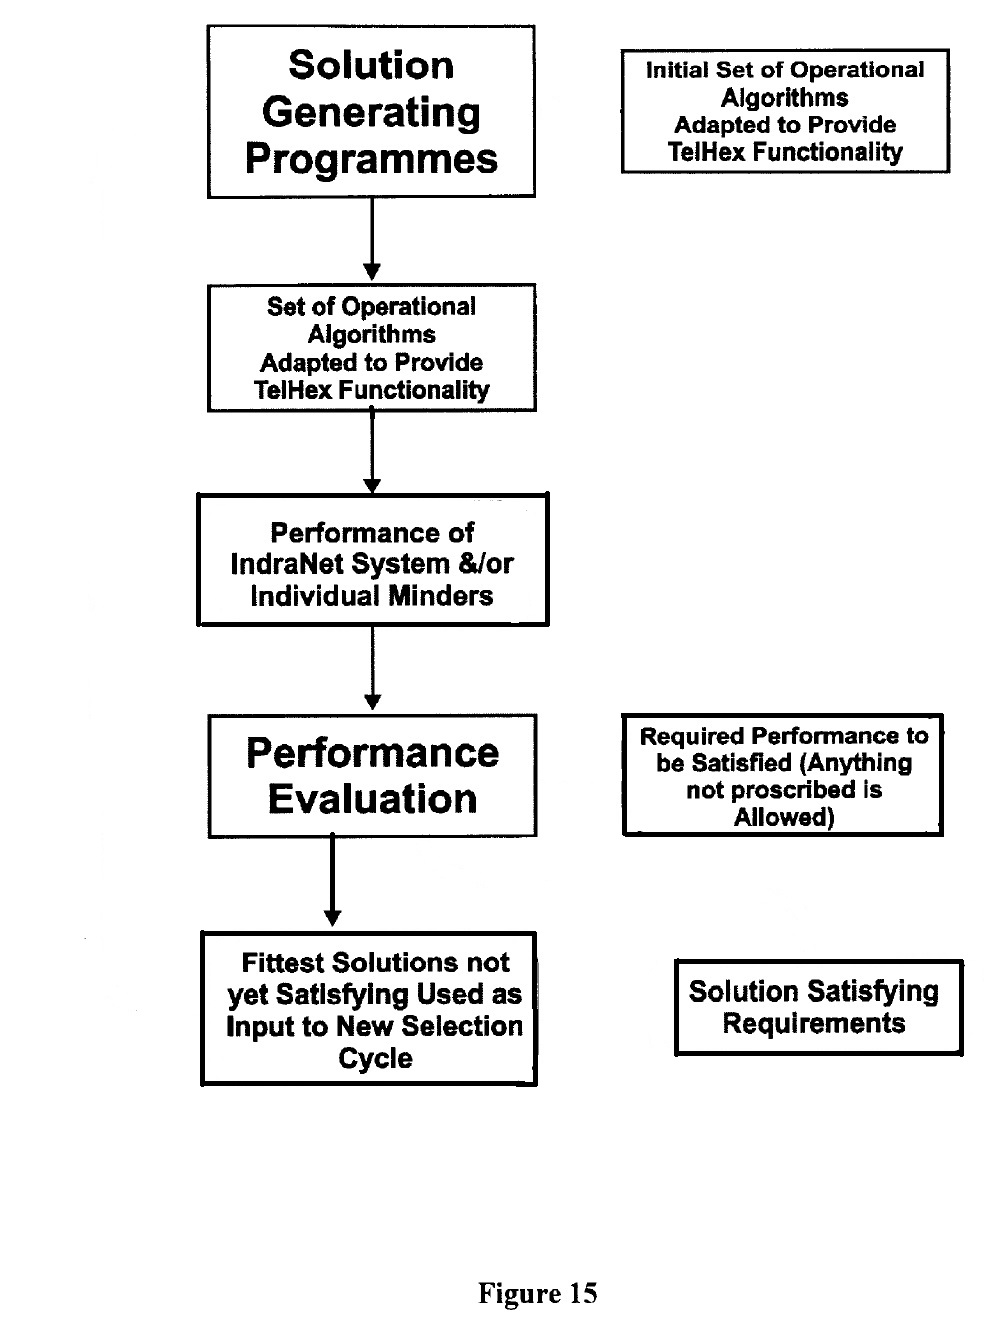 Solution
Generating
Programmes
Initial Set of Operational
Algorithms
Adapted to Provide
TelHex Functionality
Set of Operational
Algorithms
Adapted to Provide
TelHex Functionality
Performance of
IndraNet System &/or
Individual Minders
Performance
Evaluation
Required Performance to
be Satisfied (Anything
not proscribed is
Allowed)
Fittest Solutions not
yet Satisfying Used as
Input to New Selection
Cycle
Solution Satisfying
Requirements
Figure 15